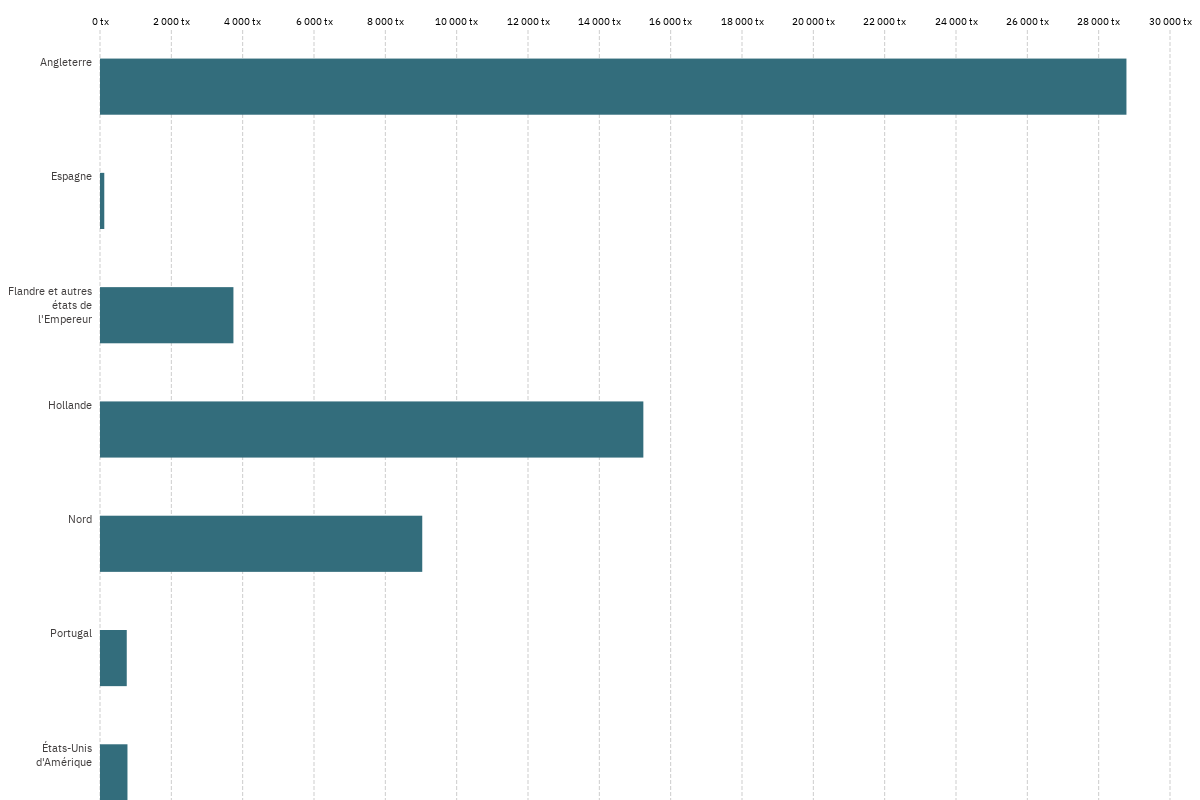 0 tx 2 000 tx 4 000 tx 6 000 tx 8 000 tx 10 000 tx 12 000 tx 14 000 tx 16 000 tx 18 000 tx 20 000 tx 22 000 tx 24 000 tx 26 000 tx 28 000 tx 30 000 tx
Angleterre
Espagne
Flandre et autres
états de
l'Empereur
Hollande
Nord
Portugal
États-Unis
d'Amérique